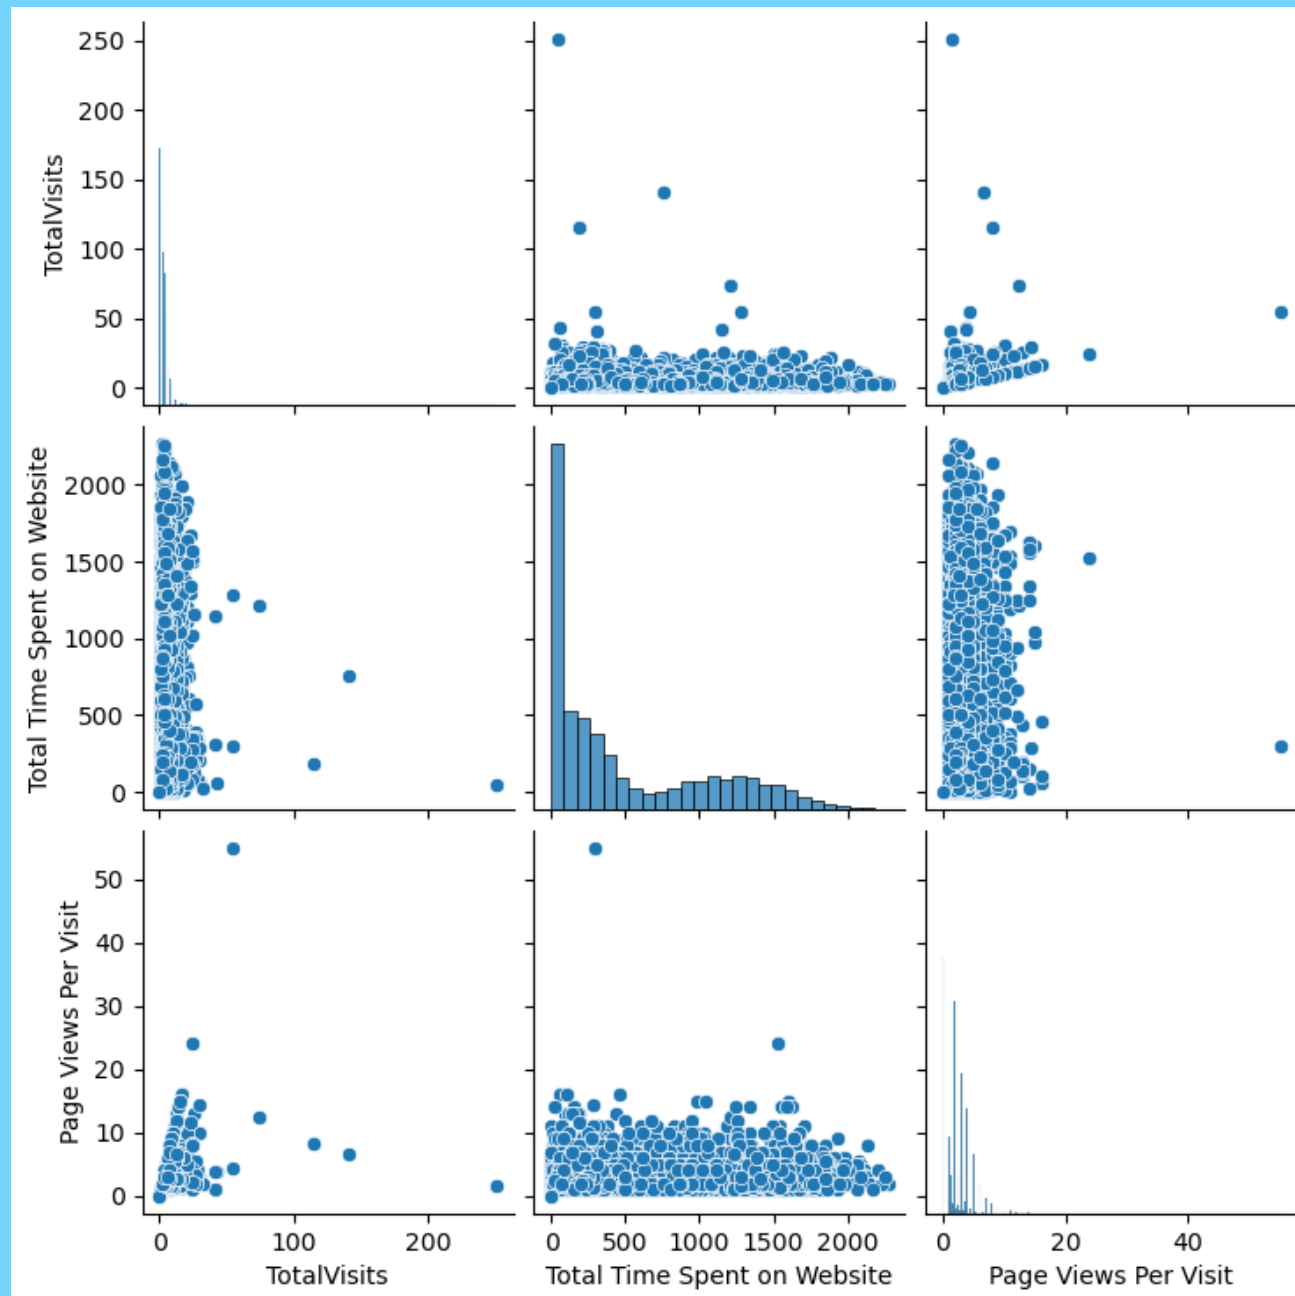 250
200
150
100
50
0
TotalVisits
2000
1500
1000
500
0
Total Time Spent on Website
50
40
30
20
10
0
Page Views Per Visit
0 100 200
0 500 1000 1500 2000
0 20 40
TotalVisits
Total Time Spent on Website
Page Views Per Visit